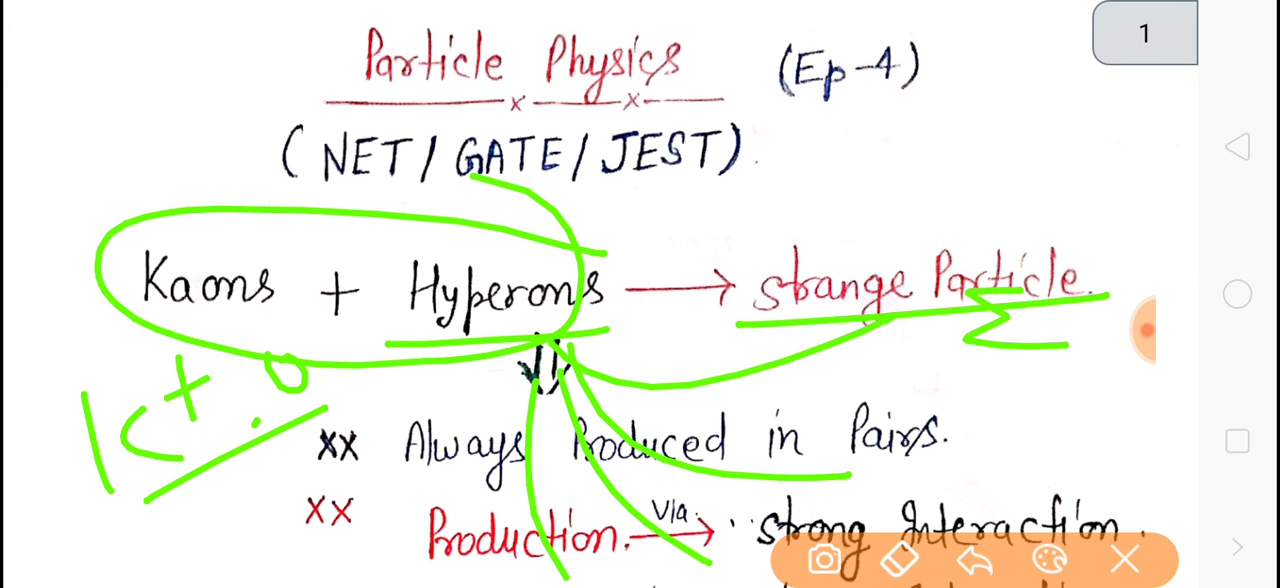 1
Particle Physics (Ep-4)
(NET/GATE/JEST).
Kaons + Hyperons → strange Particle.
Σ
K+,0
xx Always Produced in Pairs.
xx Production. via → strong Interaction.